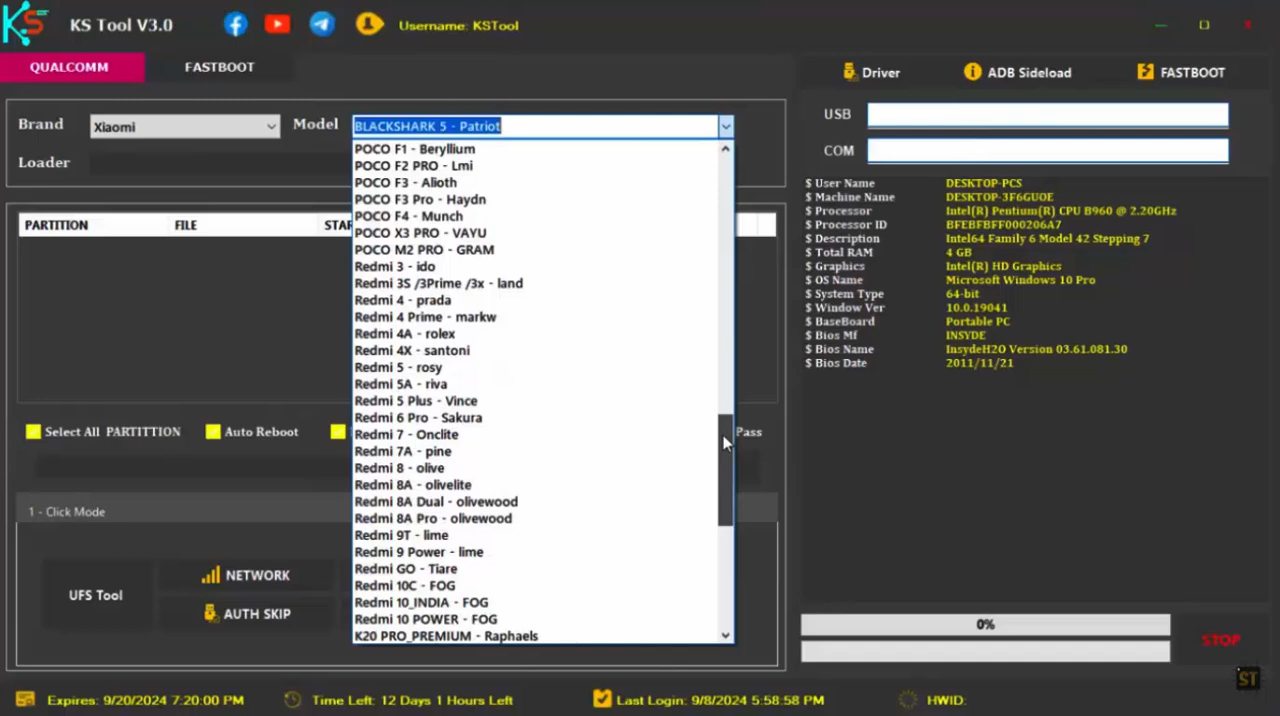 KS KS Tool V3.0 Username: KSTool
QUALCOMM FASTBOOT
Driver ADB Sideload FASTBOOT
Brand Xiaomi Model BLACKSHARK 5 - Patriot
Loader
USB
COM
POCO F1 - Beryllium
POCO F2 PRO - Lmi
POCO F3 - Alioth
POCO F3 Pro - Haydn
POCO F4 - Munch
POCO X3 PRO - VAYU
POCO M2 PRO - GRAM
Redmi 3 - ido
Redmi 3S /3Prime /3x - land
Redmi 4 - prada
Redmi 4 Prime - markw
Redmi 4A - rolex
Redmi 4X - santoni
Redmi 5 - rosy
Redmi 5A - riva
Redmi 5 Plus - Vince
Redmi 6 Pro - Sakura
Redmi 7 - Onclite
Redmi 7A - pine
Redmi 8 - olive
Redmi 8A - olivelite
Redmi 8A Dual - olivewood
Redmi 8A Pro - olivewood
Redmi 9T - lime
Redmi 9 Power - lime
Redmi GO - Tiare
Redmi 10C - FOG
Redmi 10_INDIA - FOG
Redmi 10 POWER - FOG
K20 PRO_PREMIUM - Raphaels
PARTITION FILE STAR
Select All PARTITTION Auto Reboot Pass
1 - Click Mode
UFS Tool NETWORK
AUTH SKIP
$ User Name DESKTOP-PCS
$ Machine Name DESKTOP-3F6GUOE
$ Processor Intel(R) Pentium(R) CPU B960 @ 2.20GHz
$ Processor ID BFEBFBFF000206A7
$ Description Intel64 Family 6 Model 42 Stepping 7
$ Total RAM 4 GB
$ Graphics Intel(R) HD Graphics
$ OS Name Microsoft Windows 10 Pro
$ System Type 64-bit
$ Window Ver 10.0.19041
$ BaseBoard Portable PC
$ Bios Mf INSYDE
$ Bios Name InsydeH2O Version 03.61.081.30
$ Bios Date 2011/11/21
0%
STOP
ST
Expires: 9/20/2024 7:20:00 PM Time Left: 12 Days 1 Hours Left Last Login: 9/8/2024 5:58:58 PM HWID: